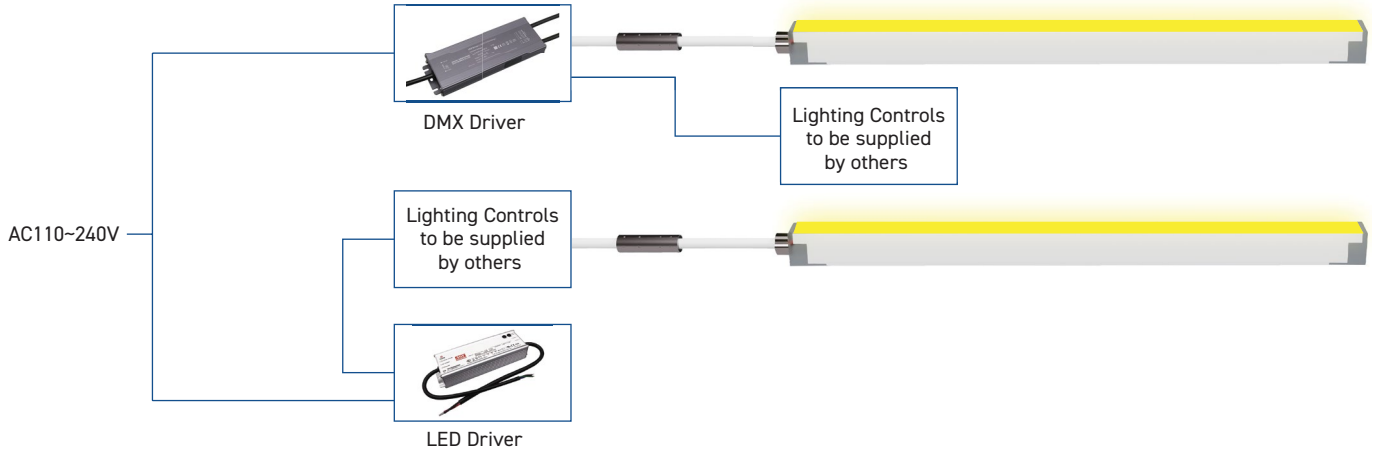 DMX Driver
Lighting Controls
to be supplied
by others
AC110~240V
Lighting Controls
to be supplied
by others
LED Driver